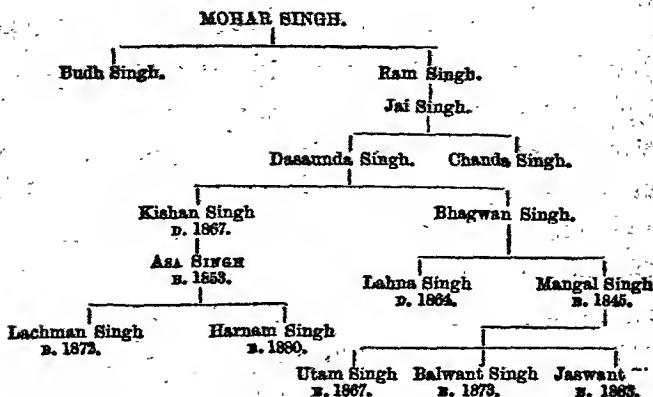 MOHAR SINGH.
Budh Singh. Ram Singh.
Jai Singh.
Dasaunda Singh. Chanda Singh.
Kishan Singh Bhagwan Singh.
D. 1867.
ASA SINGH
B. 1853. Lahna Singh Mangal Singh
D. 1864. B. 1845.
Lachman Singh Harnam Singh
B. 1872. B. 1880.
Utam Singh Balwant Singh Jaswant
B. 1867. B. 1873. B. 1883.